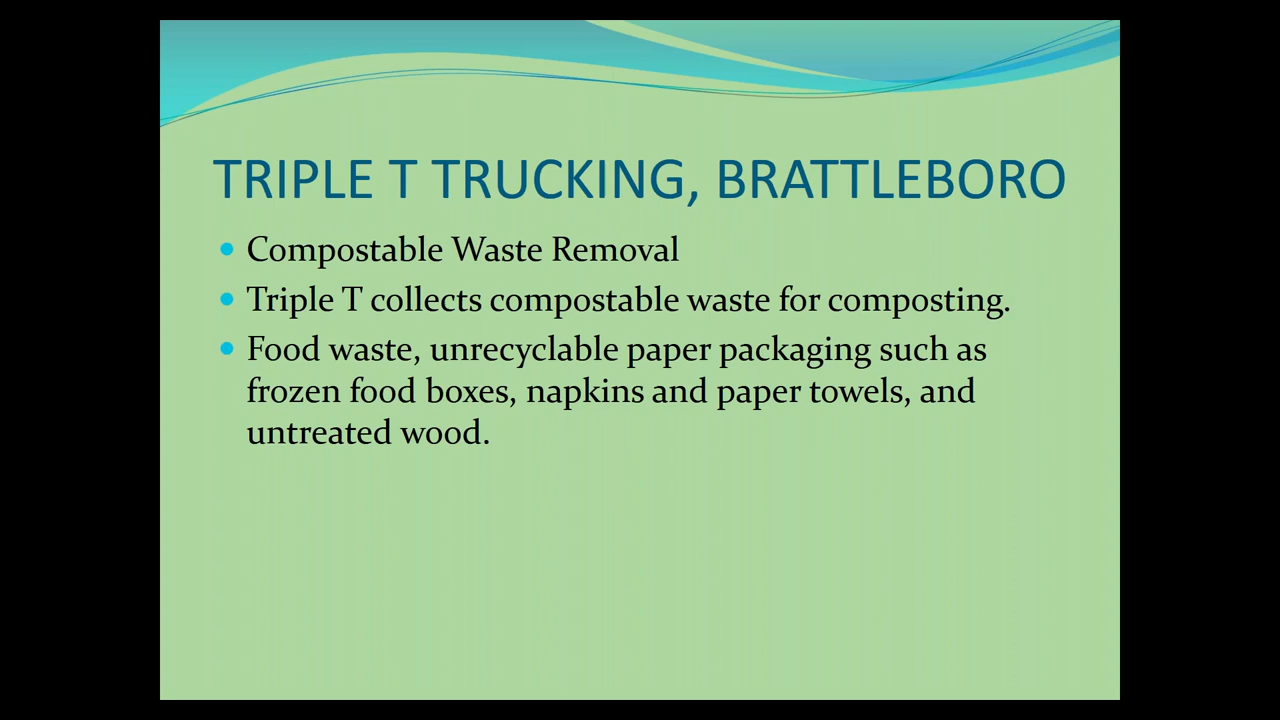 TRIPLE T TRUCKING, BRATTLEBORO
• Compostable Waste Removal
• Triple T collects compostable waste for composting.
• Food waste, unrecyclable paper packaging such as
frozen food boxes, napkins and paper towels, and
untreated wood.